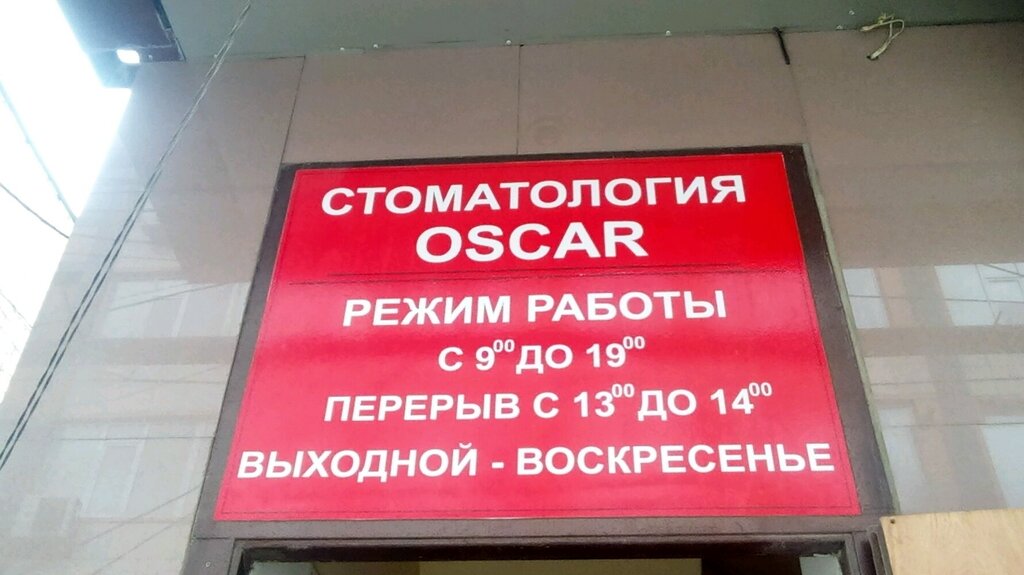 СТОМАТОЛОГИЯ
OSCAR
РЕЖИМ РАБОТЫ
С 9⁰⁰ ДО 19⁰⁰
ПЕРЕРЫВ С 13⁰⁰ ДО 14⁰⁰
ВЫХОДНОЙ - ВОСКРЕСЕНЬЕ